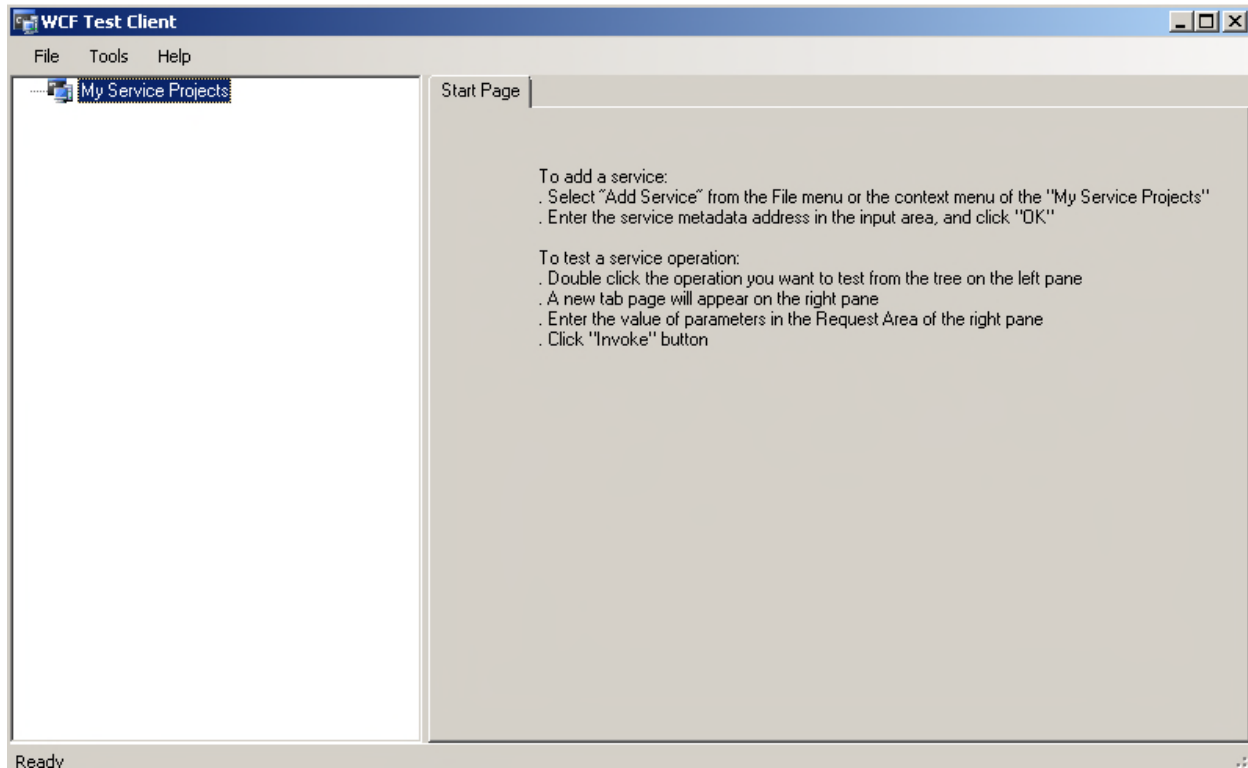 WCF Test Client
File Tools Help
My Service Projects
Start Page
To add a service:
. Select "Add Service" from the File menu or the context menu of the "My Service Projects"
. Enter the service metadata address in the input area, and click "OK"
To test a service operation:
. Double click the operation you want to test from the tree on the left pane
. A new tab page will appear on the right pane
. Enter the value of parameters in the Request Area of the right pane
. Click "Invoke" button
Ready